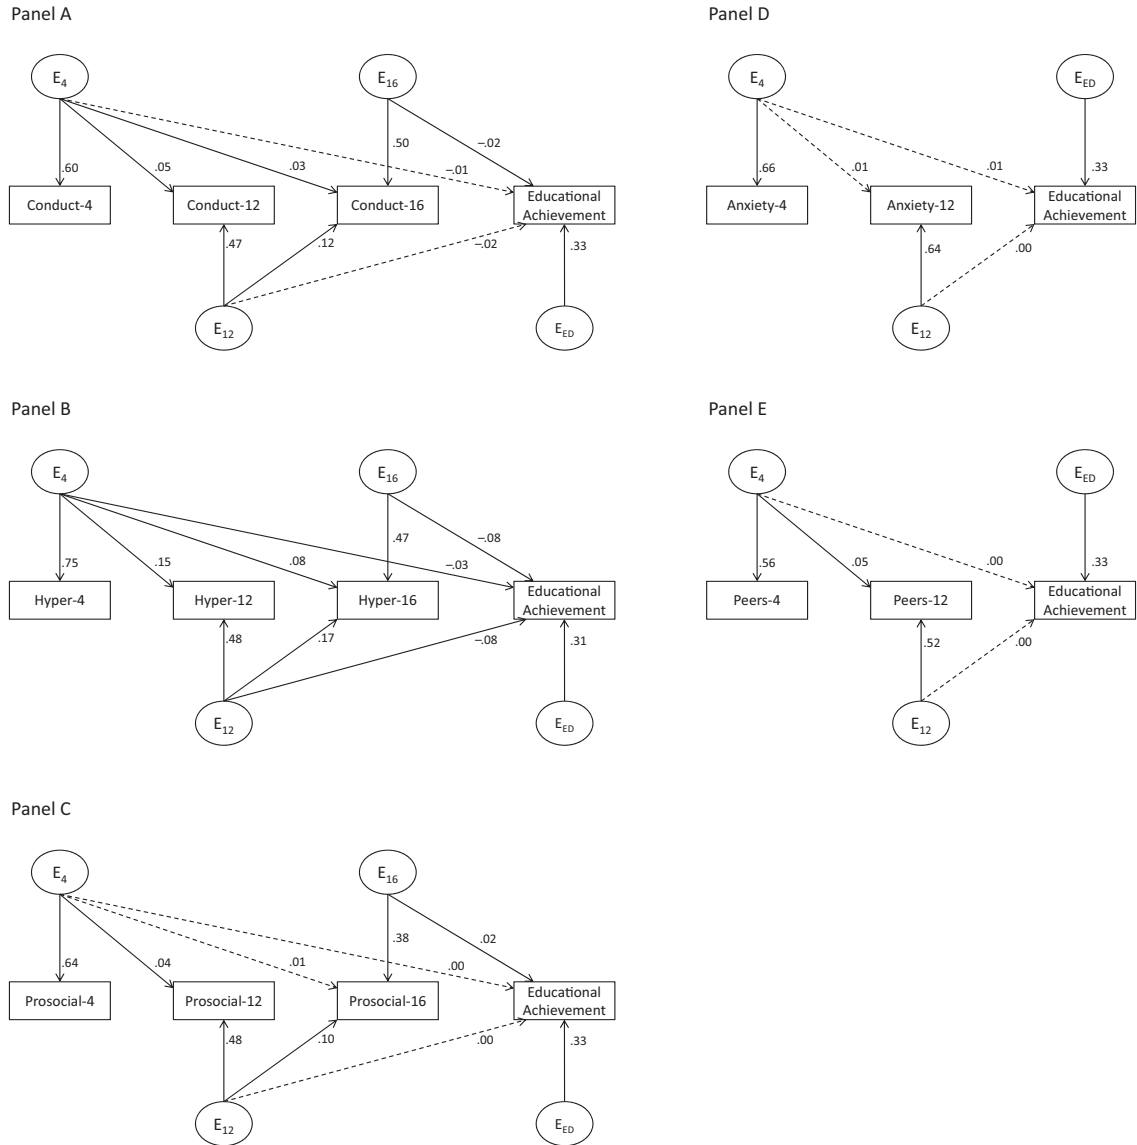 Panel A
E4
E16
.60
.05
.03
–.01
.50
–.02
Conduct-4
Conduct-12
Conduct-16
Educational
Achievement
.47
.12
–.02
.33
E12
EED
Panel D
E4
EED
.66
.01
.01
.33
Anxiety-4
Anxiety-12
Educational
Achievement
.64
.00
E12
Panel B
E4
E16
.75
.15
.08
–.03
.47
–.08
Hyper-4
Hyper-12
Hyper-16
Educational
Achievement
.48
.17
–.08
.31
E12
EED
Panel E
E4
EED
.56
.05
.00
.33
Peers-4
Peers-12
Educational
Achievement
.52
.00
E12
Panel C
E4
E16
.64
.04
.01
.00
.38
.02
Prosocial-4
Prosocial-12
Prosocial-16
Educational
Achievement
.48
.10
.00
.33
E12
EED